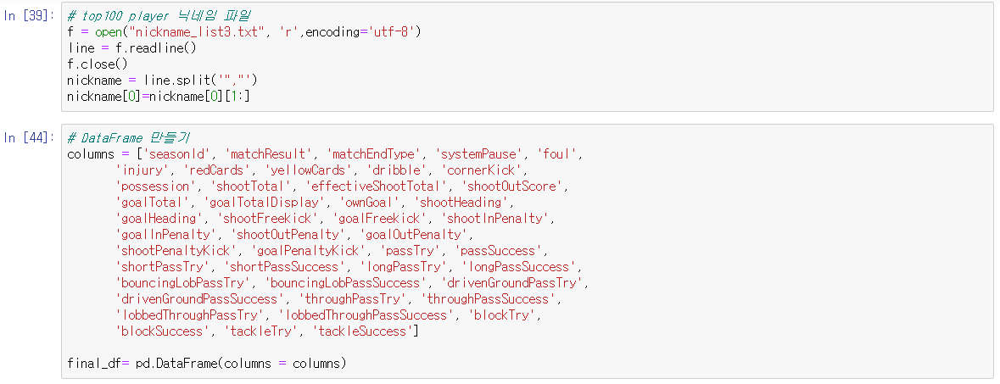 In [39]:
# top100 player 닉네임 파일
f = open("nickname_list3.txt", 'r',encoding='utf-8')
line = f.readline()
f.close()
nickname = line.split('","')
nickname[0]=nickname[0][1:]
In [44]:
# DataFrame 만들기
columns = ['seasonId', 'matchResult', 'matchEndType', 'systemPause', 'foul',
'injury', 'redCards', 'yellowCards', 'dribble', 'cornerKick',
'possession', 'shootTotal', 'effectiveShootTotal', 'shootOutScore',
'goalTotal', 'goalTotalDisplay', 'ownGoal', 'shootHeading',
'goalHeading', 'shootFreekick', 'goalFreekick', 'shootInPenalty',
'goalInPenalty', 'shootOutPenalty', 'goalOutPenalty',
'shootPenaltyKick', 'goalPenaltyKick', 'passTry', 'passSuccess',
'shortPassTry', 'shortPassSuccess', 'longPassTry', 'longPassSuccess',
'bouncingLobPassTry', 'bouncingLobPassSuccess', 'drivenGroundPassTry',
'drivenGroundPassSuccess', 'throughPassTry', 'throughPassSuccess',
'lobbedThroughPassTry', 'lobbedThroughPassSuccess', 'blockTry',
'blockSuccess', 'tackleTry', 'tackleSuccess']
final_df= pd.DataFrame(columns = columns)